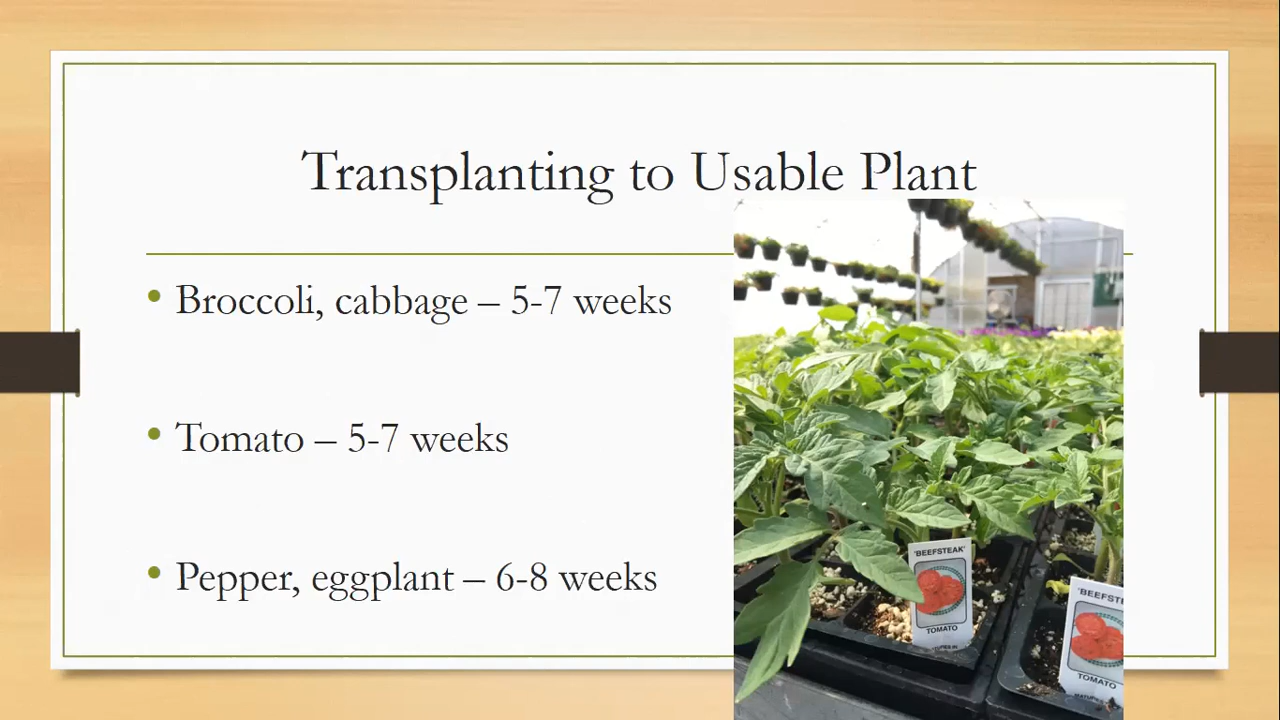 Transplanting to Usable Plant
• Broccoli, cabbage – 5-7 weeks
• Tomato – 5-7 weeks
• Pepper, eggplant – 6-8 weeks
'BEEFSTEAK'
TOMATO
'BEEFSTE
TOMATO